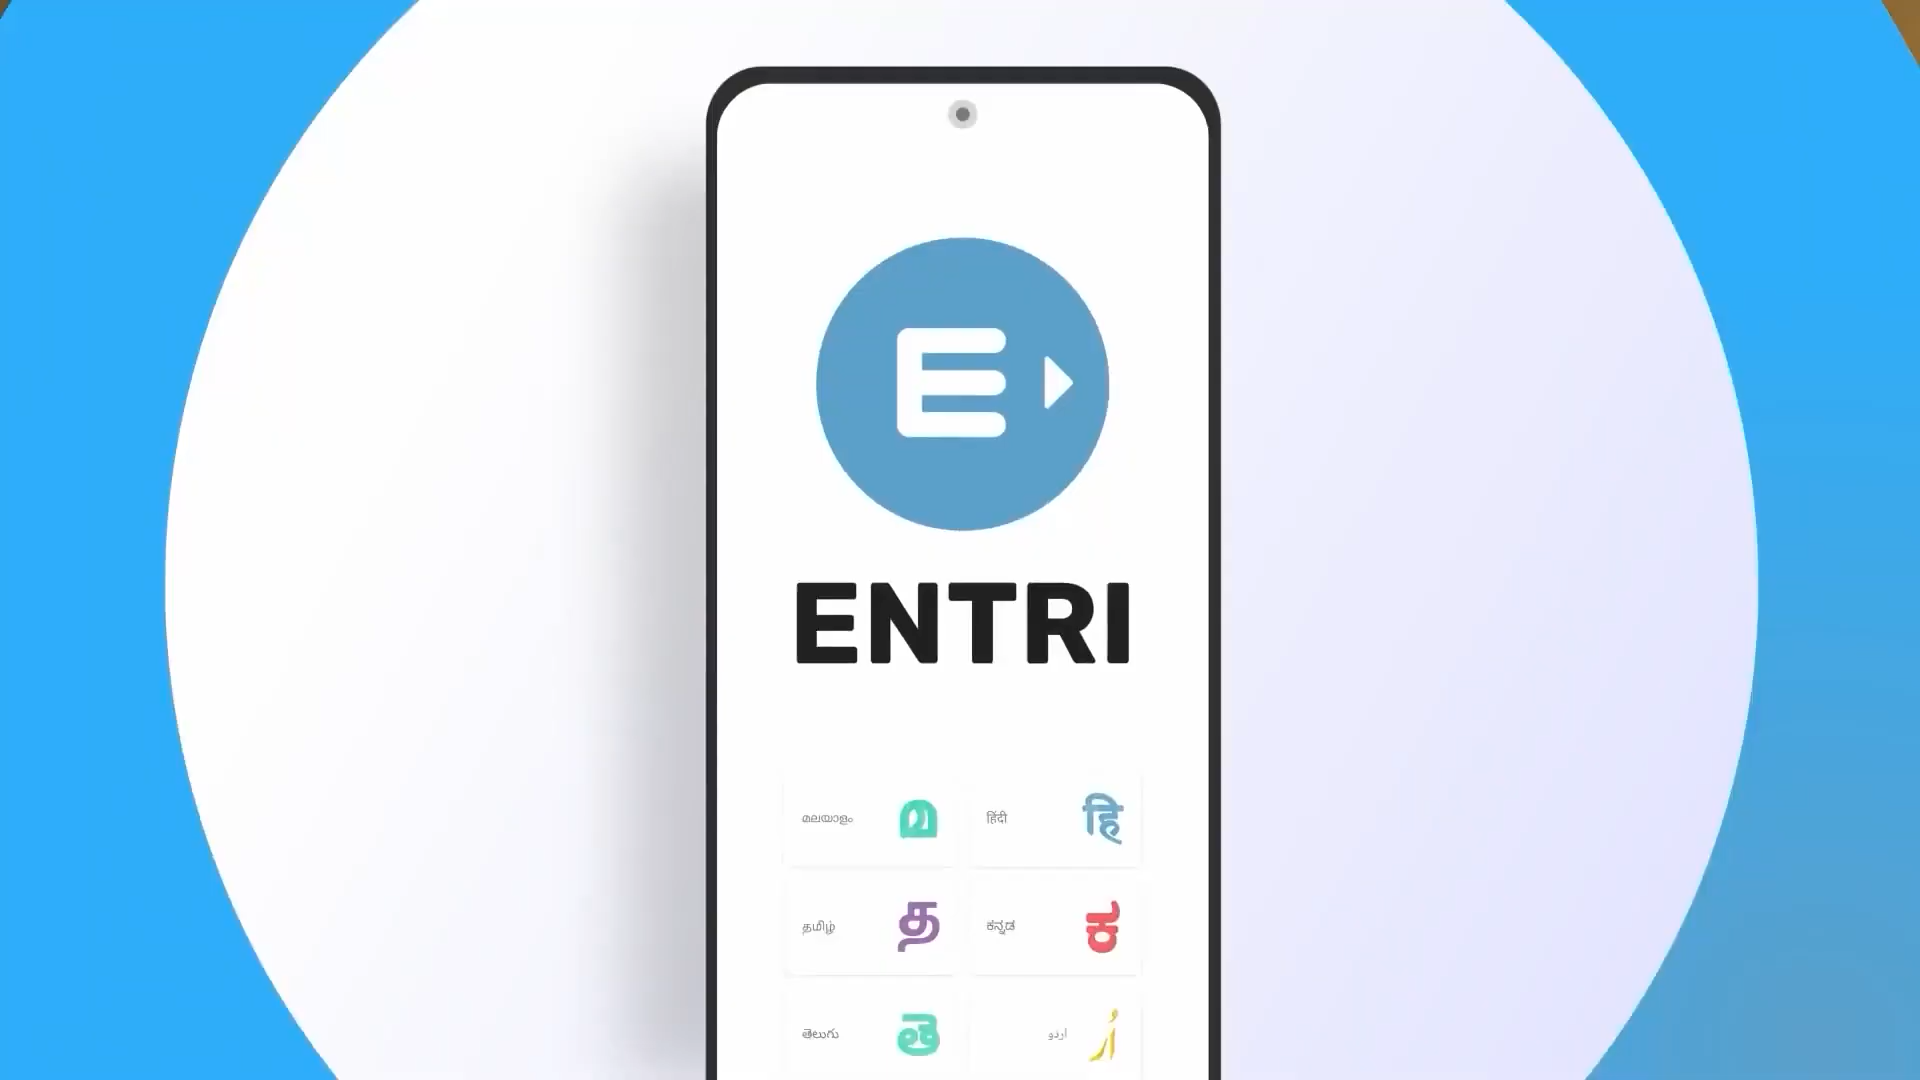 E
ENTRI
മലയാളം മ
हिंदी हि
தமிழ் த
ಕನ್ನಡ ಕ
తెలుగు తె
اردو اُر